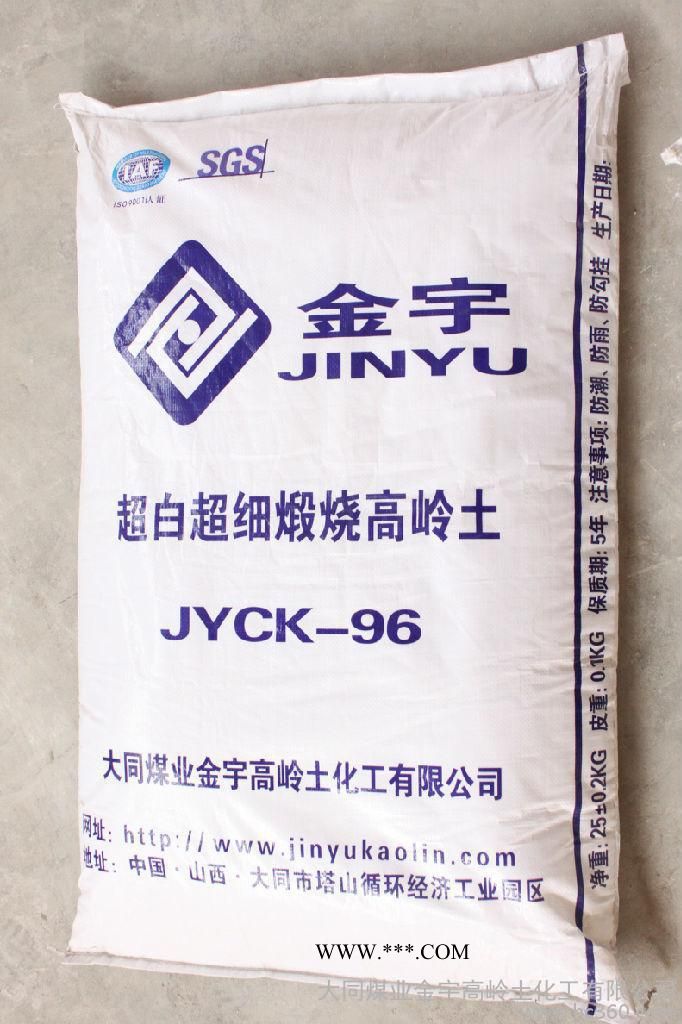 IAF
SGS
ISO9001认证
金宇
JINYU
超白超细煅烧高岭土
JYCK-96
大同煤业金宇高岭土化工有限公司
网址: http://www.jinyukaolin.com
地址: 中国·山西·大同市塔山循环经济工业园区
净重: 25±0.2KG 皮重: 0.1KG 保质期: 5年 注意事项: 防潮、防雨、防勾挂 生产日期:
WWW.***.COM
大同煤业金宇高岭土化工有限公司